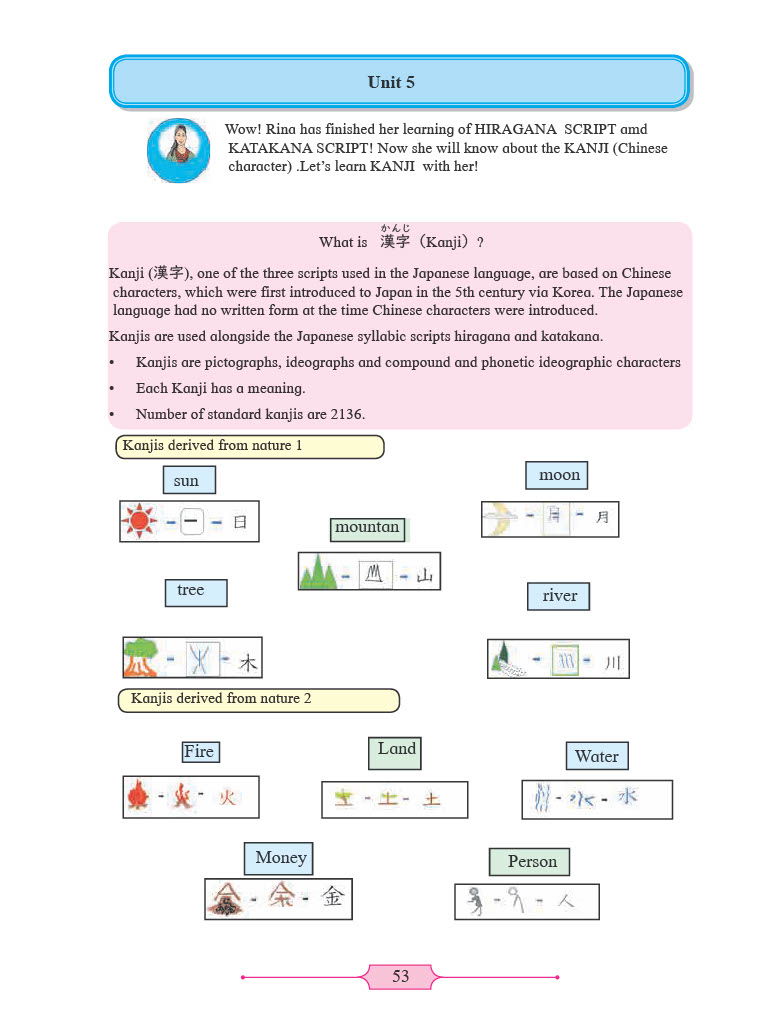 Unit 5
Wow! Rina has finished her learning of HIRAGANA SCRIPT amd
KATAKANA SCRIPT! Now she will know about the KANJI (Chinese
character) .Let's learn KANJI with her!
かんじ
What is 漢字（Kanji）?
Kanji (漢字), one of the three scripts used in the Japanese language, are based on Chinese
characters, which were first introduced to Japan in the 5th century via Korea. The Japanese
language had no written form at the time Chinese characters were introduced.
Kanjis are used alongside the Japanese syllabic scripts hiragana and katakana.
• Kanjis are pictographs, ideographs and compound and phonetic ideographic characters
• Each Kanji has a meaning.
• Number of standard kanjis are 2136.
Kanjis derived from nature 1
sun
moon
日
月
mountan
山
tree
river
木
川
Kanjis derived from nature 2
Fire
Land
Water
火
土
水
Money
Person
金
人
53